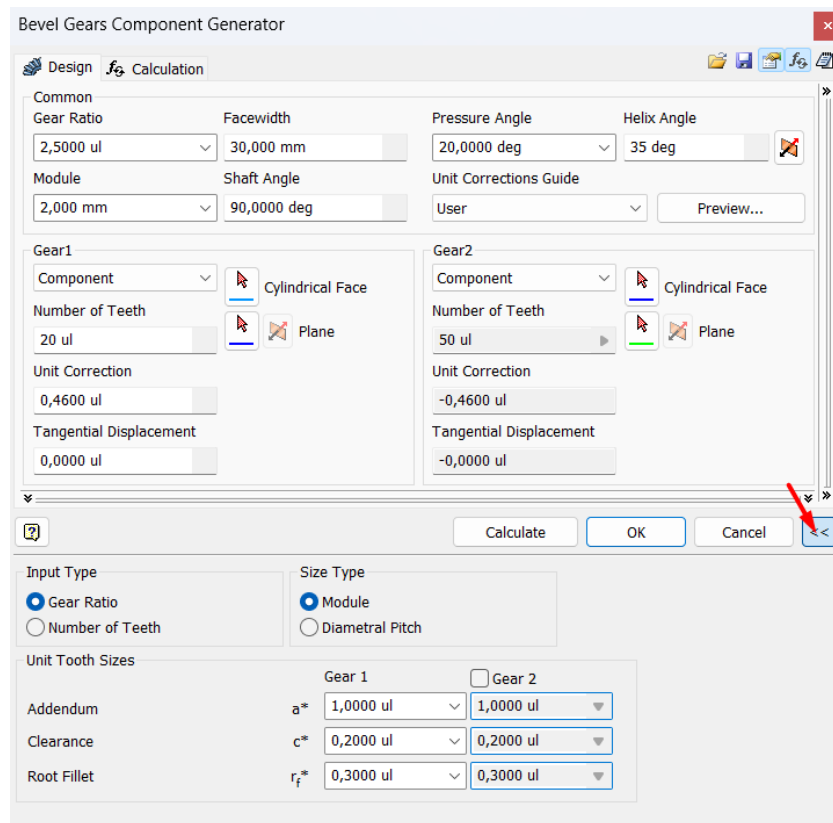 Bevel Gears Component Generator
Design
Calculation
Common
Gear Ratio Facewidth Pressure Angle Helix Angle
2,5000 ul 30,000 mm 20,0000 deg 35 deg
Module Shaft Angle Unit Corrections Guide
2,000 mm 90,0000 deg User Preview...
Gear1 Gear2
Component Cylindrical Face Component Cylindrical Face
Number of Teeth Plane Number of Teeth Plane
20 ul 50 ul
Unit Correction Unit Correction
0,4600 ul -0,4600 ul
Tangential Displacement Tangential Displacement
0,0000 ul -0,0000 ul
Calculate OK Cancel <<
Input Type Size Type
Gear Ratio Module
Number of Teeth Diametral Pitch
Unit Tooth Sizes
Gear 1 Gear 2
Addendum a* 1,0000 ul 1,0000 ul
Clearance c* 0,2000 ul 0,2000 ul
Root Fillet rf* 0,3000 ul 0,3000 ul